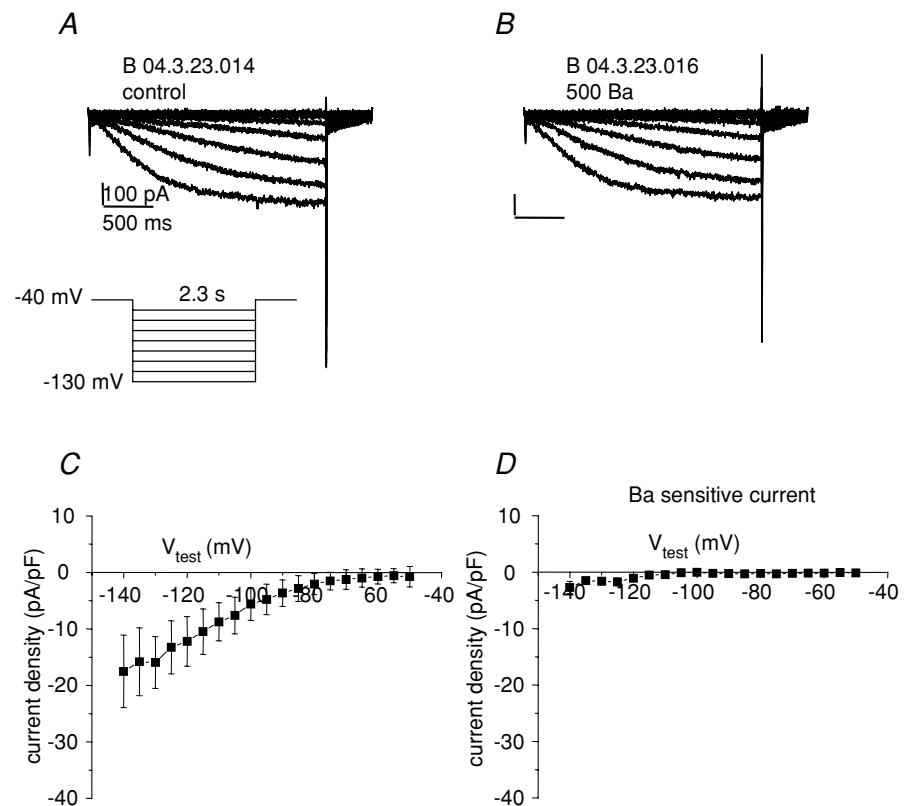 A
B 04.3.23.014
control
100 pA
500 ms
-40 mV
2.3 s
-130 mV
B
B 04.3.23.016
500 Ba
C
10
0
-10
-20
-30
-40
-140
-120
-100
-80
-60
-40
V_test (mV)
current density (pA/pF)
D
Ba sensitive current
10
0
-10
-20
-30
-40
-140
-120
-100
-80
-60
-40
V_test (mV)
current density (pA/pF)